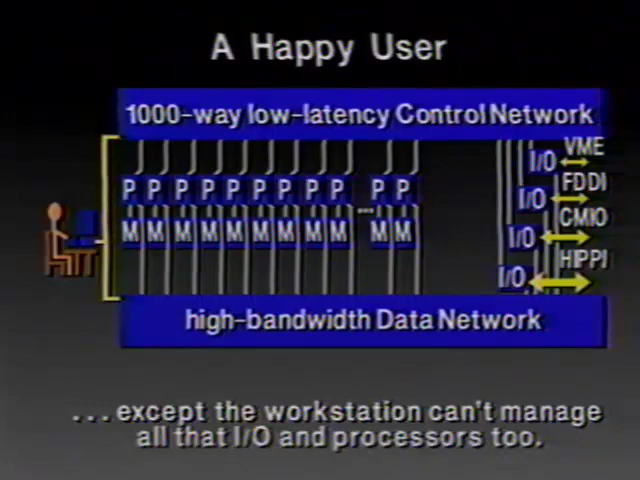 A Happy User
1000-way low-latency Control Network
VME
I/O
FDDI
I/O
CMIO
I/O
HIPPI
I/O
P P P P P P P P P ... P P
M M M M M M M M M M M
high-bandwidth Data Network
...except the workstation can't manage
all that I/O and processors too.